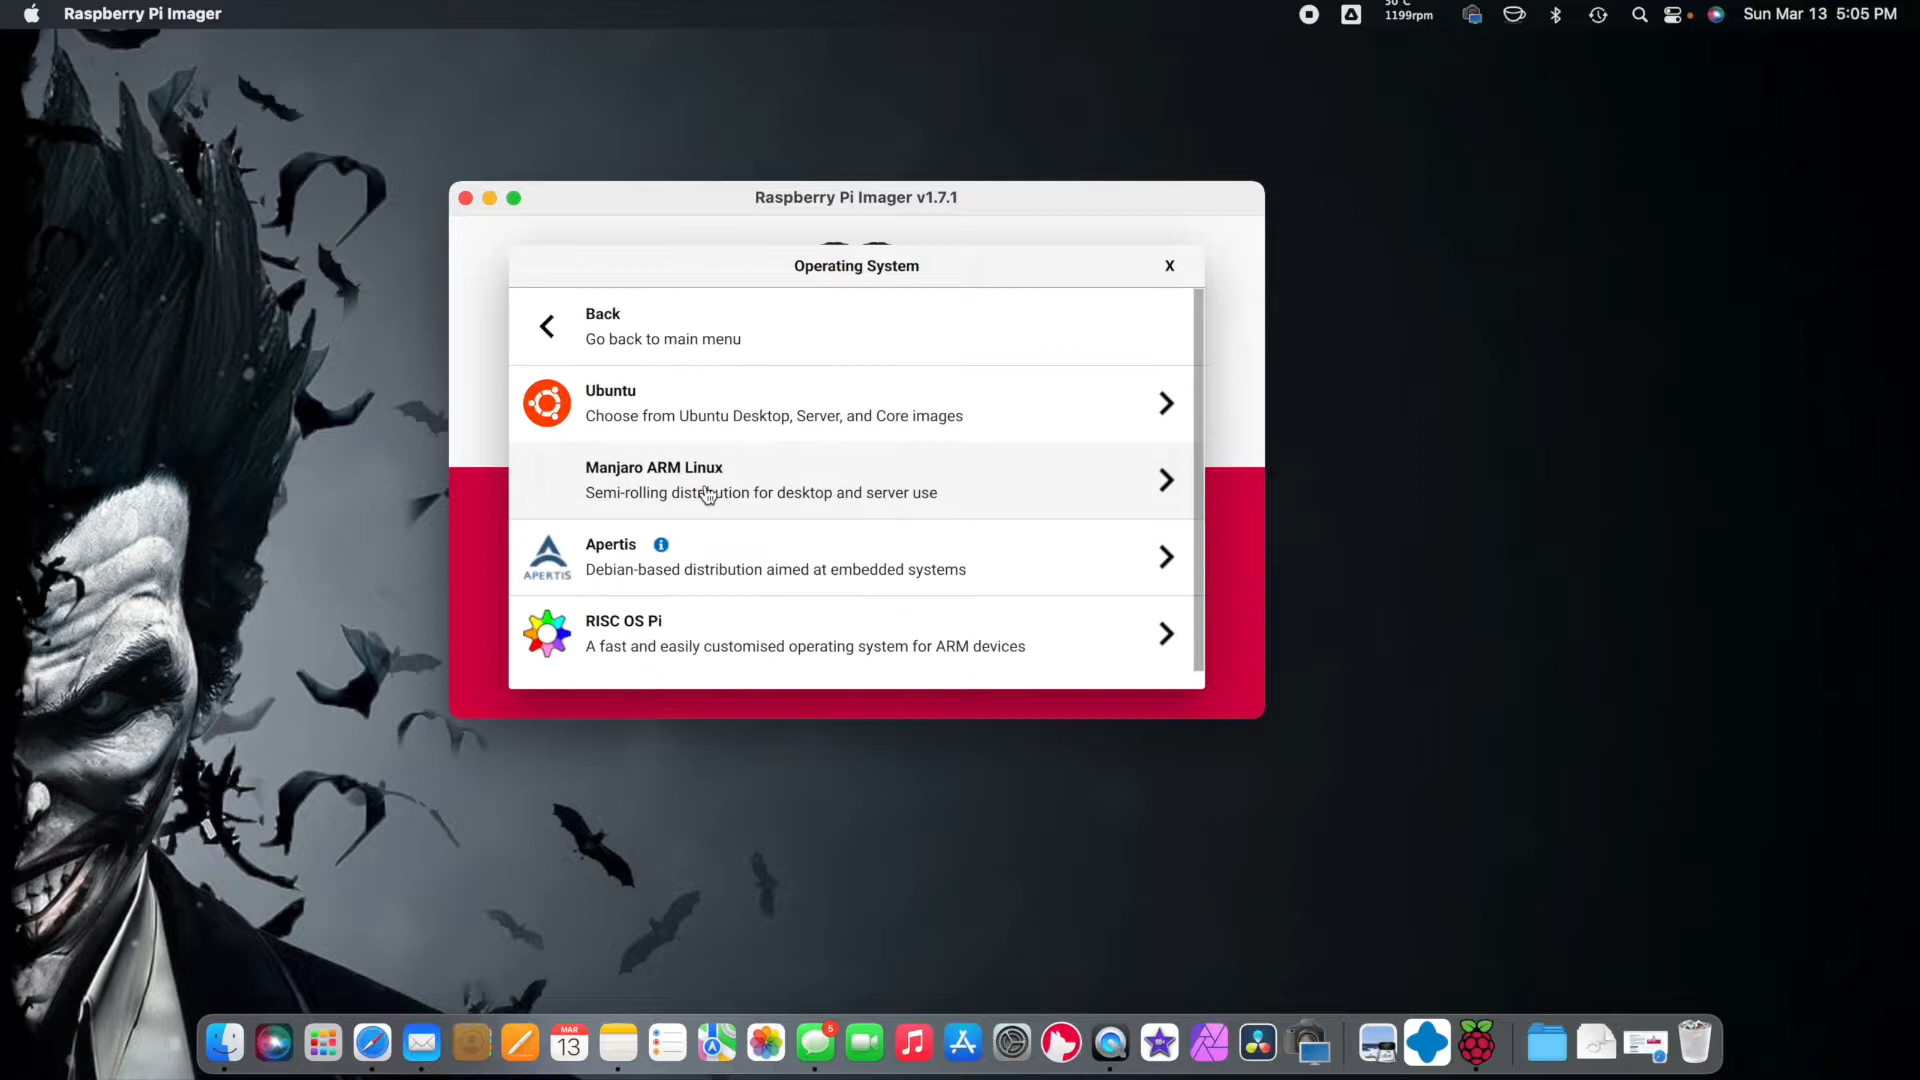 Raspberry Pi Imager
1199rpm
Sun Mar 13 5:05 PM
Raspberry Pi Imager v1.7.1
Operating System
X
Back
Go back to main menu
Ubuntu
Choose from Ubuntu Desktop, Server, and Core images
Manjaro ARM Linux
Semi-rolling distribution for desktop and server use
Apertis
Debian-based distribution aimed at embedded systems
APERTIS
RISC OS Pi
A fast and easily customised operating system for ARM devices
MAR
13
5